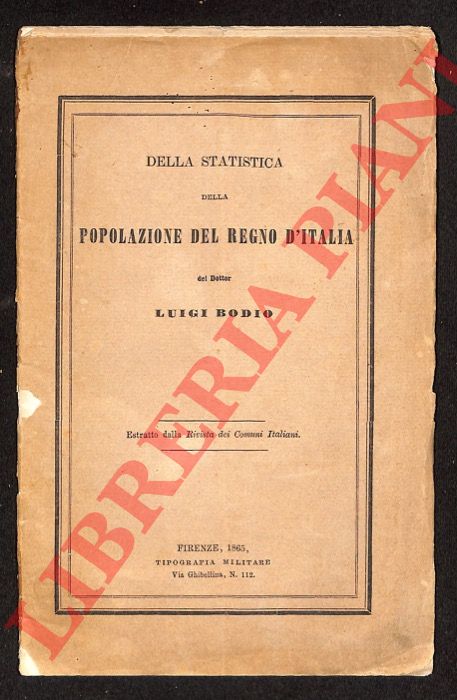 DELLA STATISTICA
DELLA
POPOLAZIONE DEL REGNO D'ITALIA
del Dottor
LUIGI BODIO
Estratto dalla Rivista dei Comuni Italiani.
FIRENZE, 1865,
TIPOGRAFIA MILITARE
Via Ghibellina, N. 112.
LIBRERIA PIANI